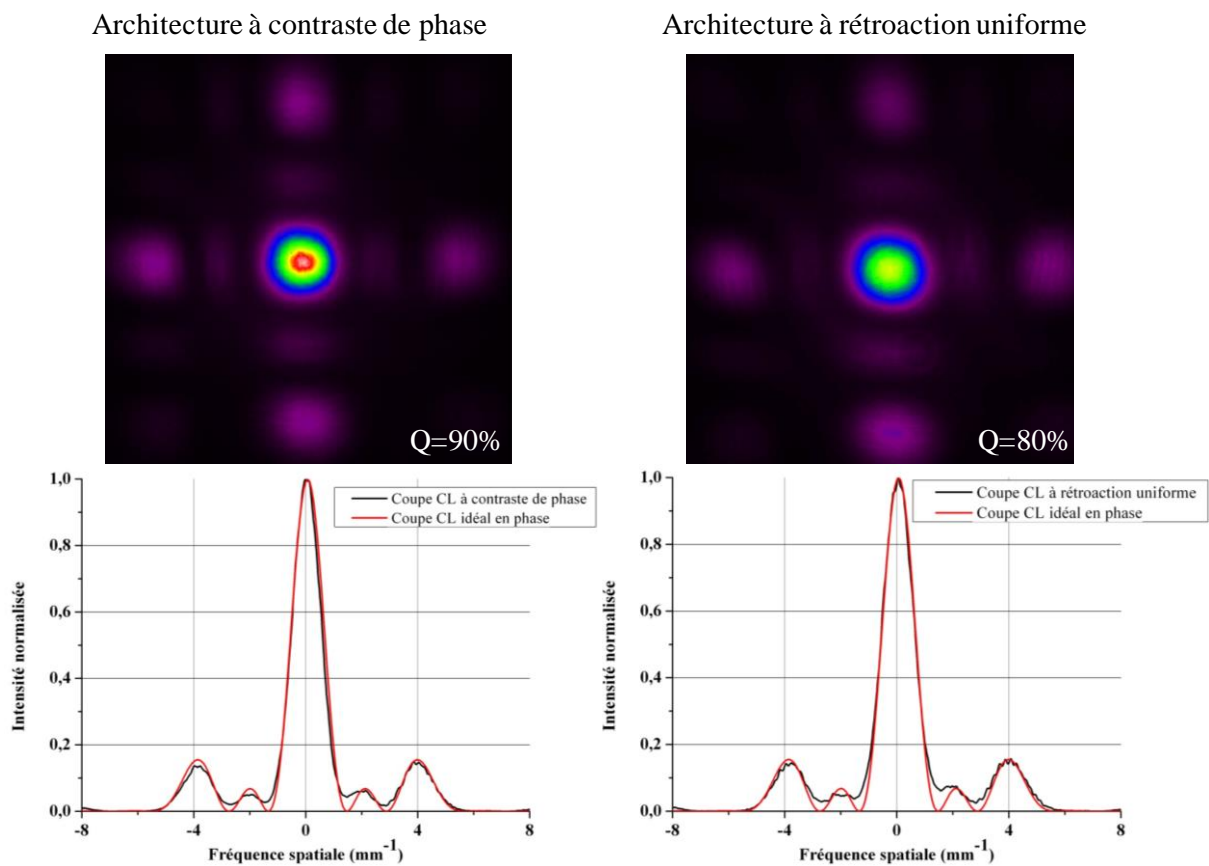 Architecture à contraste de phase
Architecture à rétroaction uniforme
Q=90%
Q=80%
1,0
0,8
0,6
0,4
0,2
0,0
-8
-4
0
4
8
Intensité normalisée
Fréquence spatiale (mm-1)
Coupe CL à contraste de phase
Coupe CL idéal en phase
1,0
0,8
0,6
0,4
0,2
0,0
-8
-4
0
4
8
Intensité normalisée
Fréquence spatiale (mm-1)
Coupe CL à rétroaction uniforme
Coupe CL idéal en phase